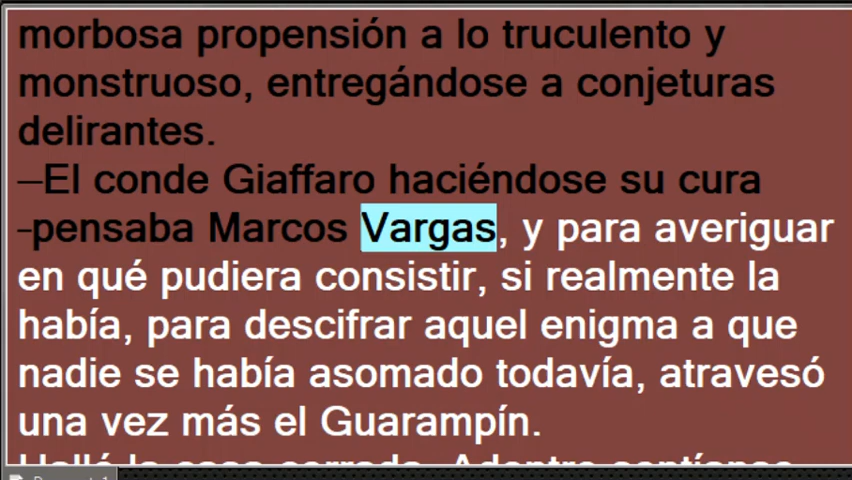 morbosa propensión a lo truculento y
monstruoso, entregándose a conjeturas
delirantes.
—El conde Giaffaro haciéndose su cura
-pensaba Marcos Vargas, y para averiguar
en qué pudiera consistir, si realmente la
había, para descifrar aquel enigma a que
nadie se había asomado todavía, atravesó
una vez más el Guarampín.